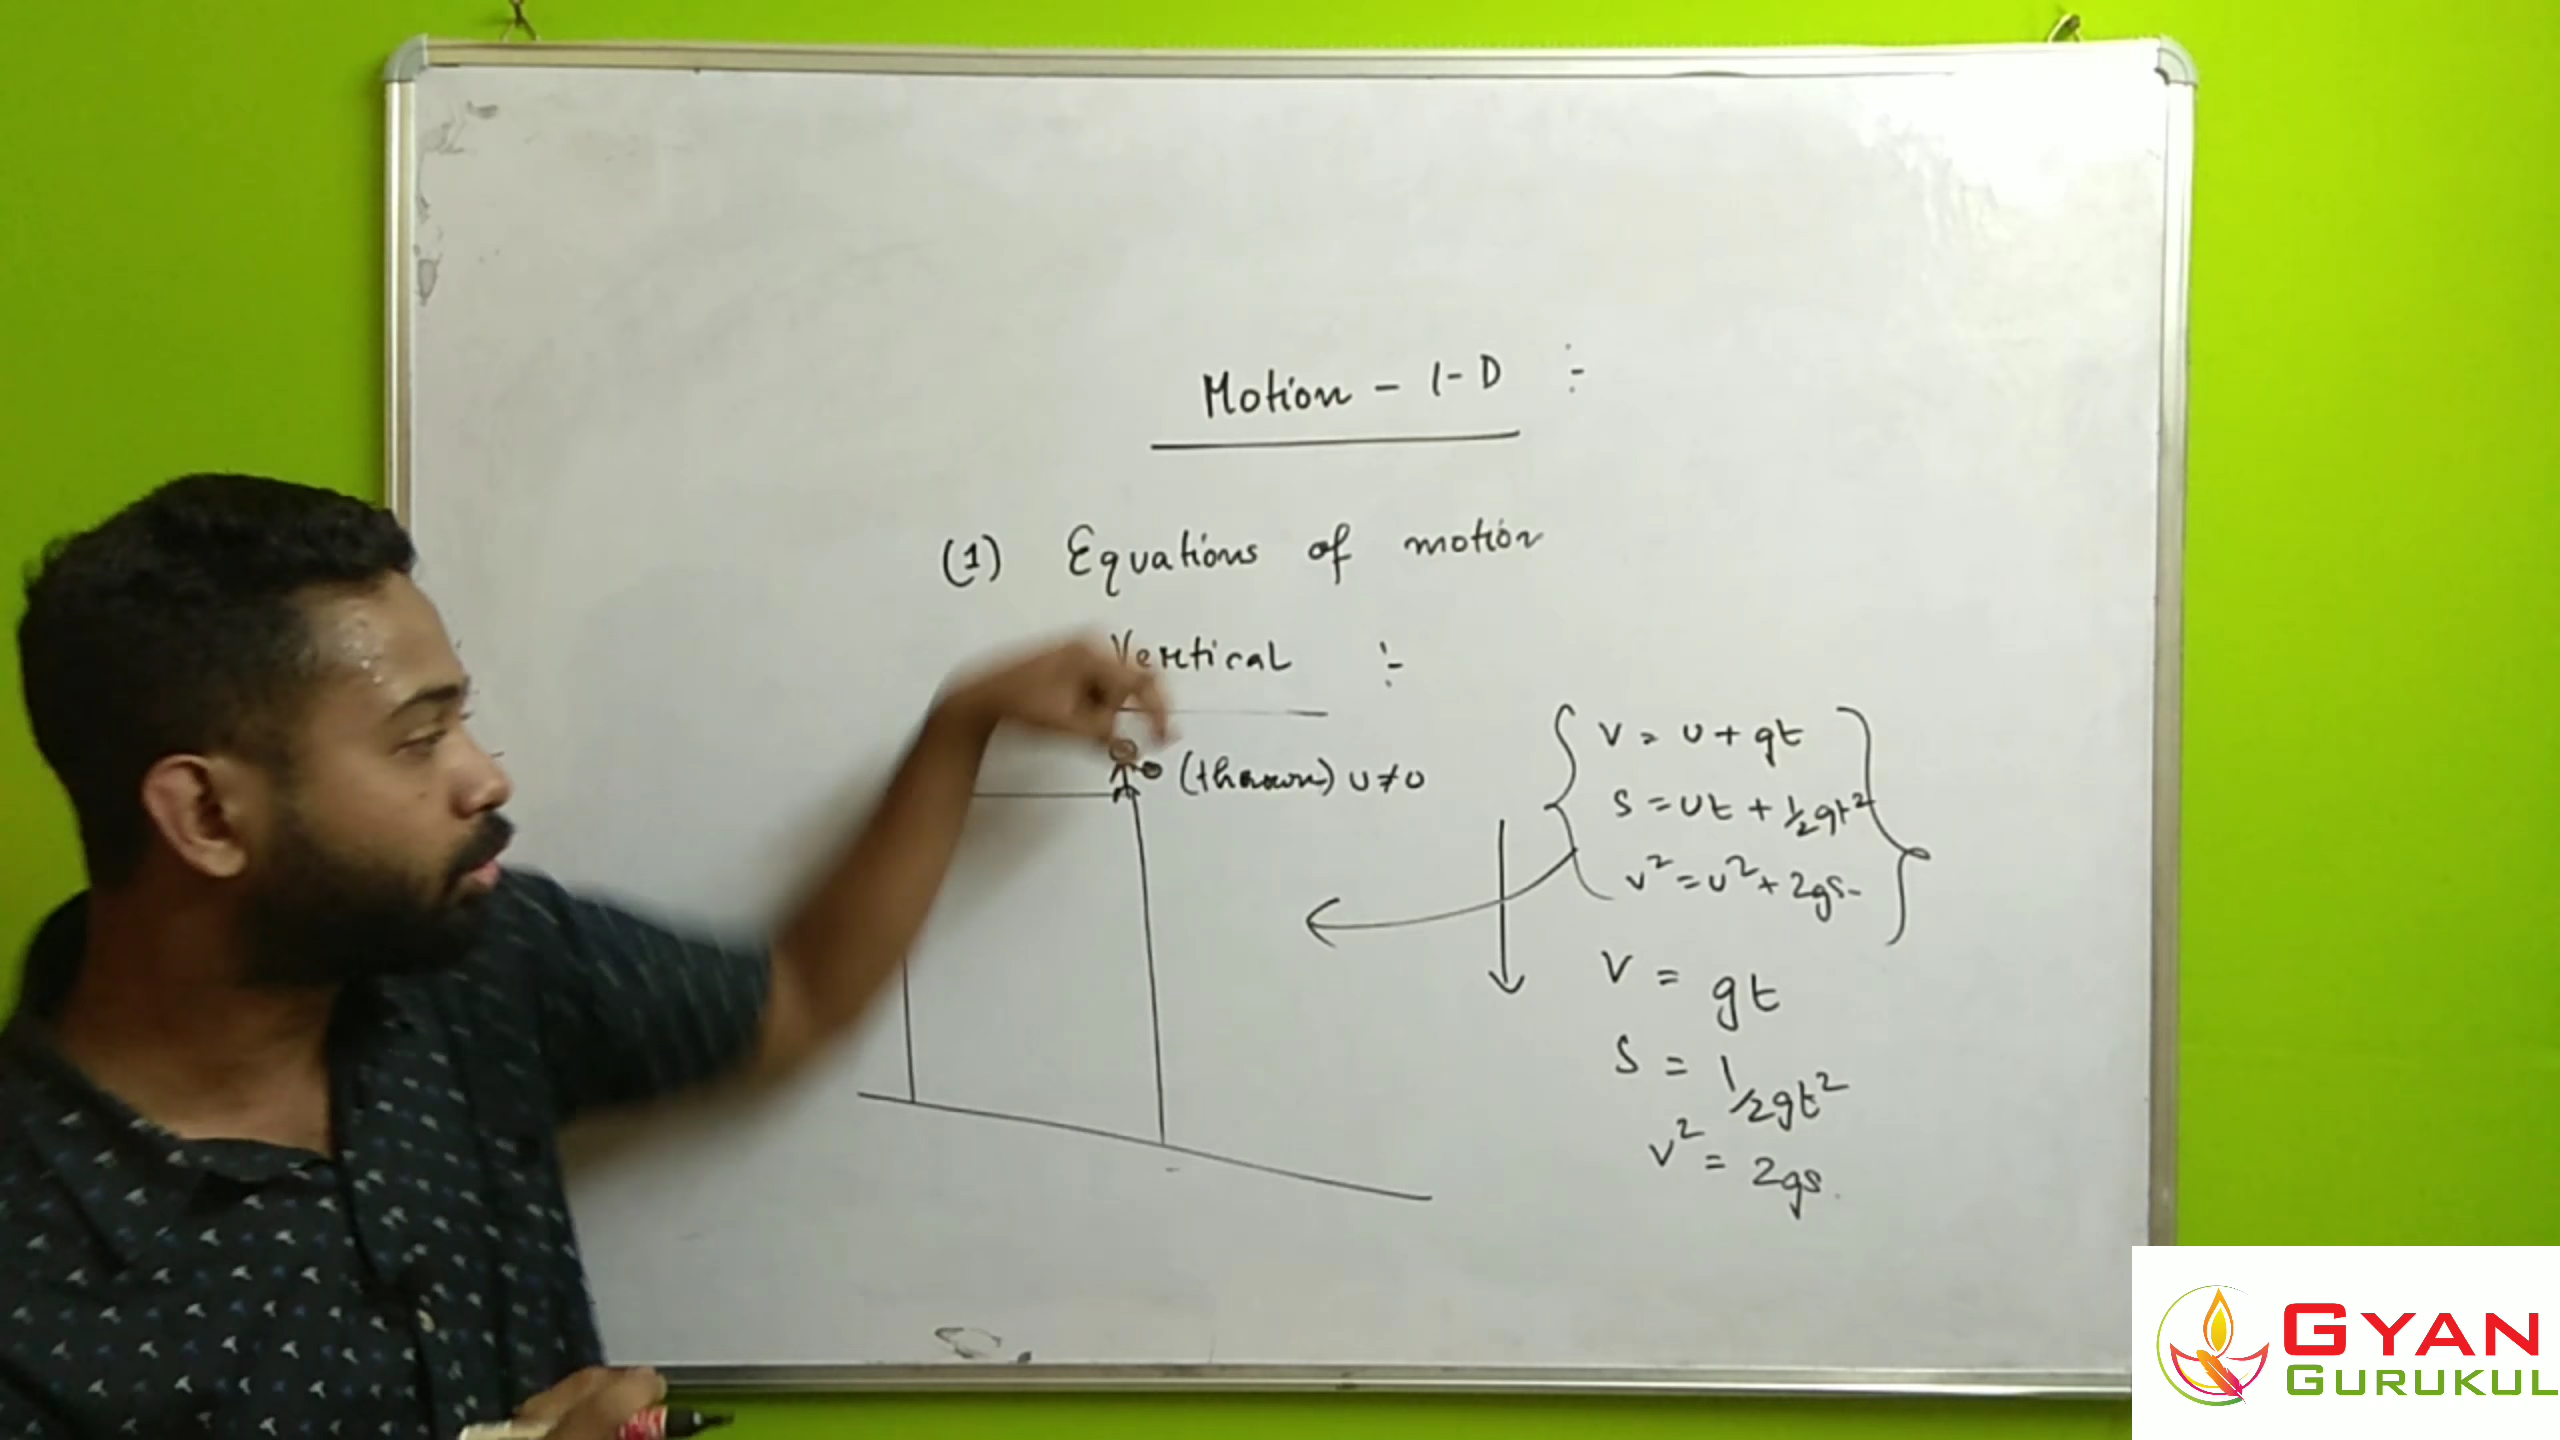 Motion - 1-D :-
(1) Equations of motion
Vertical :-
(thrown) u ≠ 0
v = u + gt
s = ut + 1/2gt²
v² = u² + 2gs.
v = gt
s = 1/2gt²
v² = 2gs.
GYAN
GURUKUL